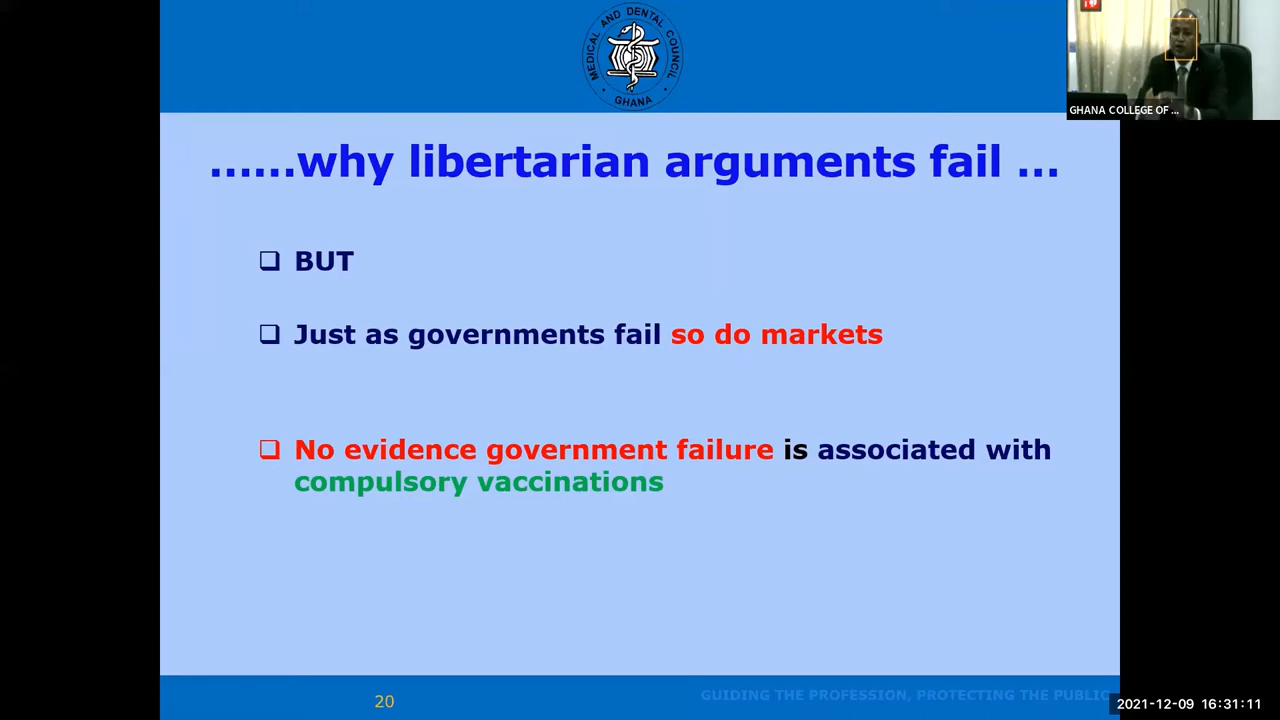 MEDICAL AND DENTAL COUNCIL
GHANA
GHANA COLLEGE OF ...
......why libertarian arguments fail ...
BUT
Just as governments fail so do markets
No evidence government failure is associated with
compulsory vaccinations
20
GUIDING THE PROFESSION, PROTECTING THE PUBLIC
2021-12-09 16:31:11